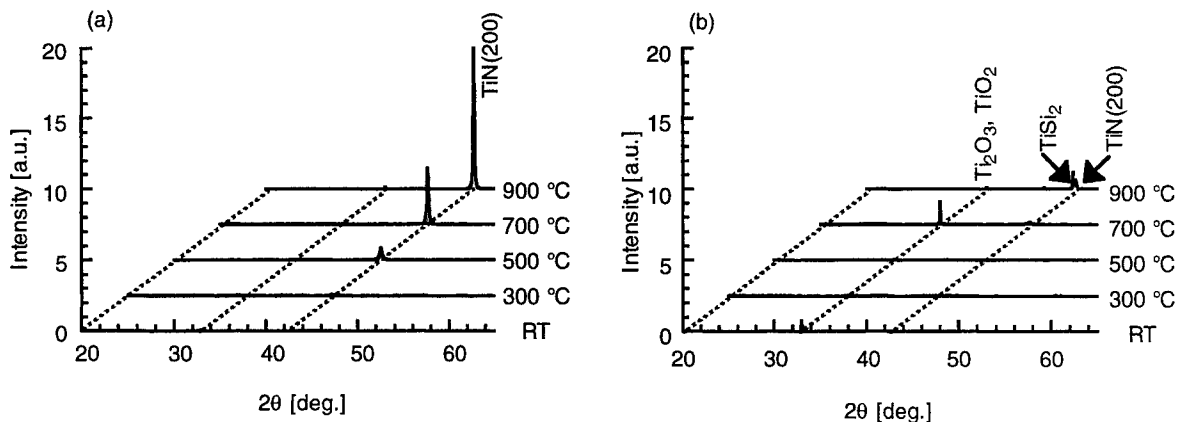 (a)
20
15
10
5
0
Intensity [a.u.]
TiN(200)
900 °C
700 °C
500 °C
300 °C
RT
20 30 40 50 60
2θ [deg.]
(b)
20
15
10
5
0
Intensity [a.u.]
Ti₂O₃, TiO₂
TiSi₂
TiN(200)
900 °C
700 °C
500 °C
300 °C
RT
20 30 40 50 60
2θ [deg.]